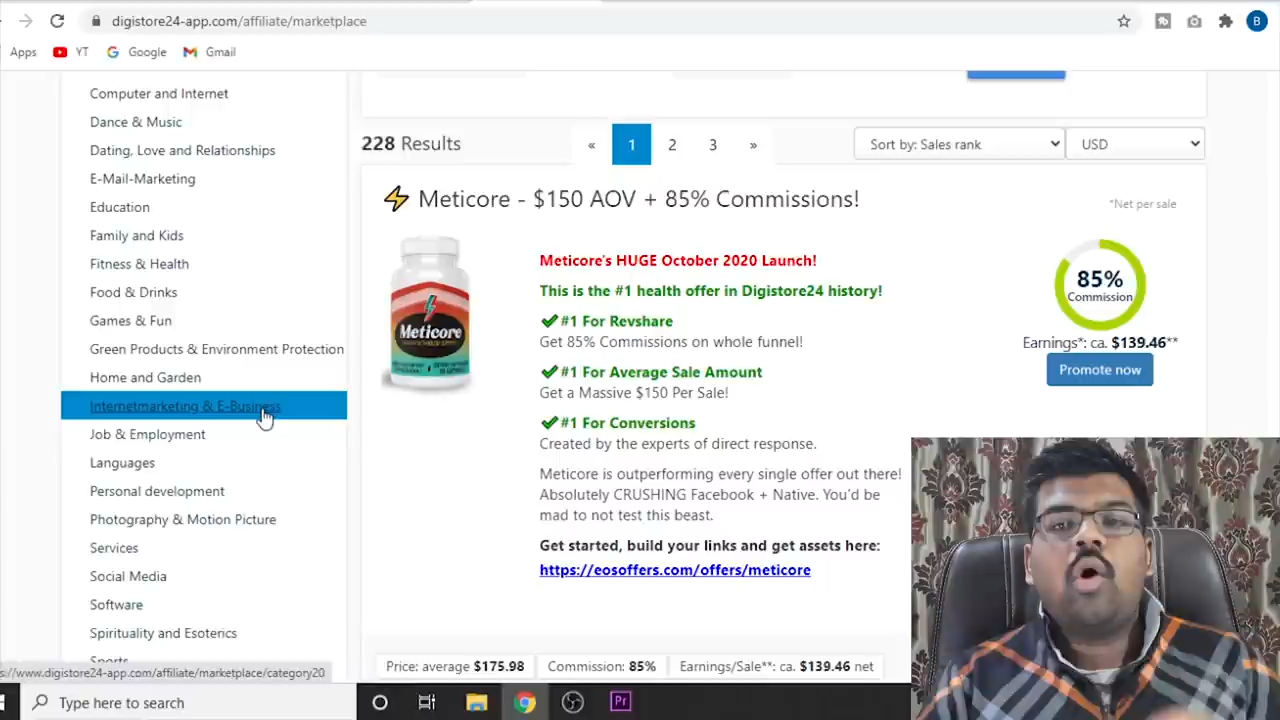 digistore24-app.com/affiliate/marketplace
B
Apps
YT
Google
Gmail
Computer and Internet
Dance & Music
Dating, Love and Relationships
E-Mail-Marketing
Education
Family and Kids
Fitness & Health
Food & Drinks
Games & Fun
Green Products & Environment Protection
Home and Garden
Internetmarketing & E-Business
Job & Employment
Languages
Personal development
Photography & Motion Picture
Services
Social Media
Software
Spirituality and Esoterics
Sports
s://www.digistore24-app.com/affiliate/marketplace/category20
228 Results
« 1 2 3 »
Sort by: Sales rank
USD
Meticore - $150 AOV + 85% Commissions!
*Net per sale
Meticore
Meticore's HUGE October 2020 Launch!
This is the #1 health offer in Digistore24 history!
#1 For Revshare
Get 85% Commissions on whole funnel!
#1 For Average Sale Amount
Get a Massive $150 Per Sale!
#1 For Conversions
Created by the experts of direct response.
Meticore is outperforming every single offer out there!
Absolutely CRUSHING Facebook + Native. You'd be
mad to not test this beast.
Get started, build your links and get assets here:
https://eosoffers.com/offers/meticore
85%
Commission
Earnings*: ca. $139.46**
Promote now
Price: average $175.98
Commission: 85%
Earnings/Sale**: ca. $139.46 net
Type here to search
Pr